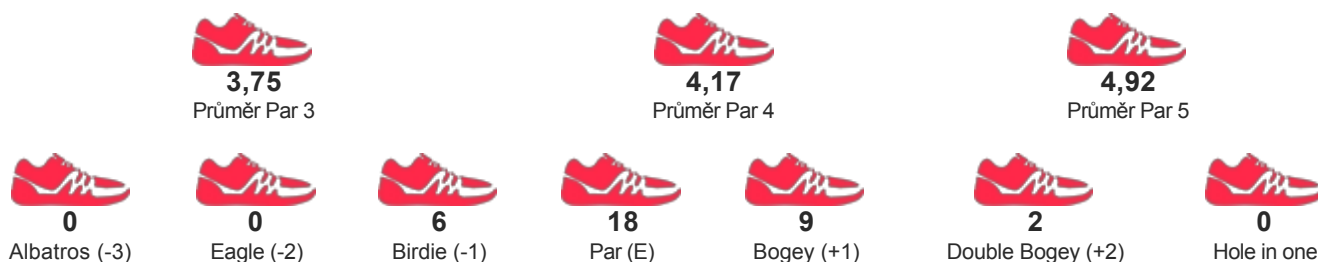 3,75 4,17 4,92
Průměr Par 3 Průměr Par 4 Průměr Par 5
0 0 6 18 9 2 0
Albatros (-3) Eagle (-2) Birdie (-1) Par (E) Bogey (+1) Double Bogey (+2) Hole in one